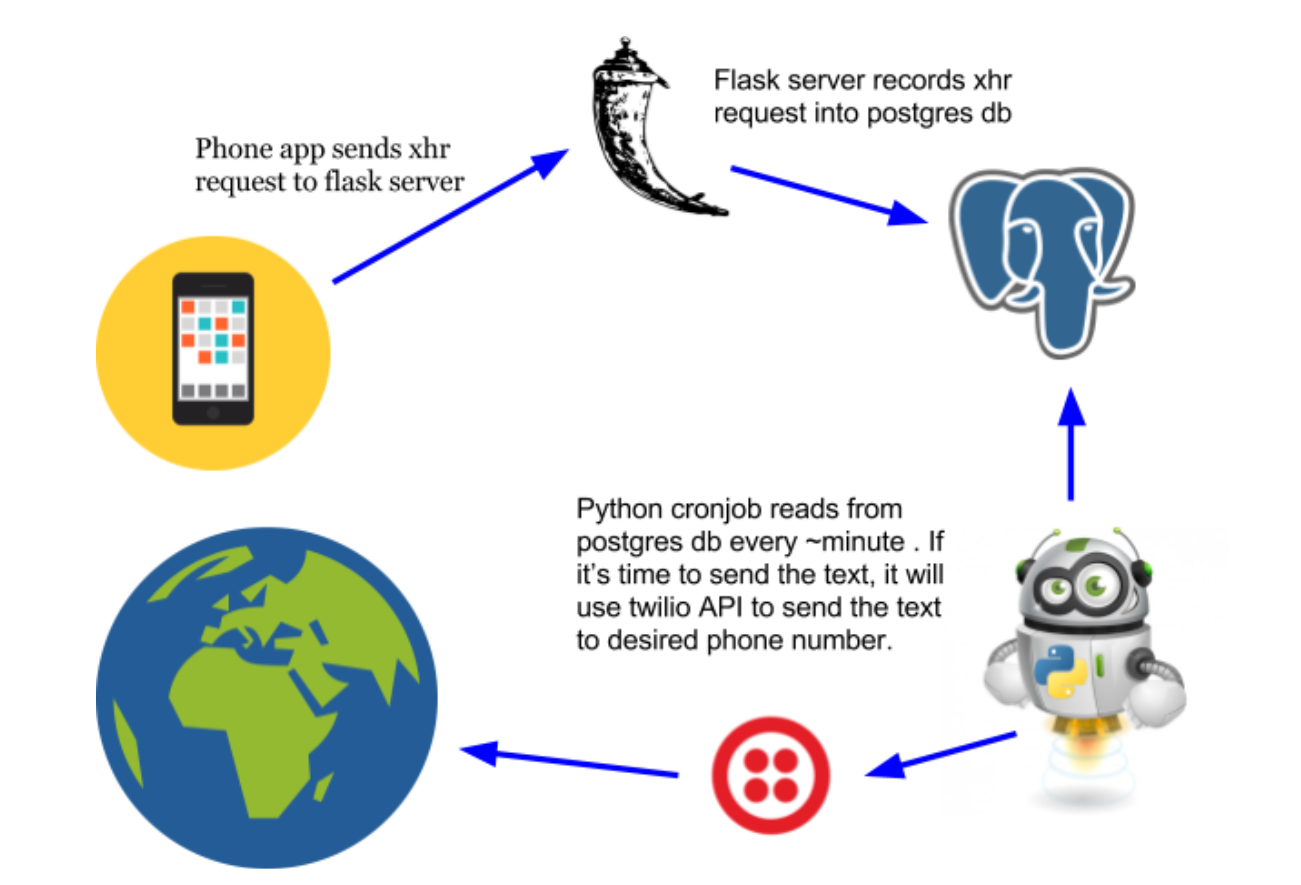 Flask server records xhr
request into postgres db
Phone app sends xhr
request to flask server
Python cronjob reads from
postgres db every ~minute . If
it's time to send the text, it will
use twilio API to send the text
to desired phone number.